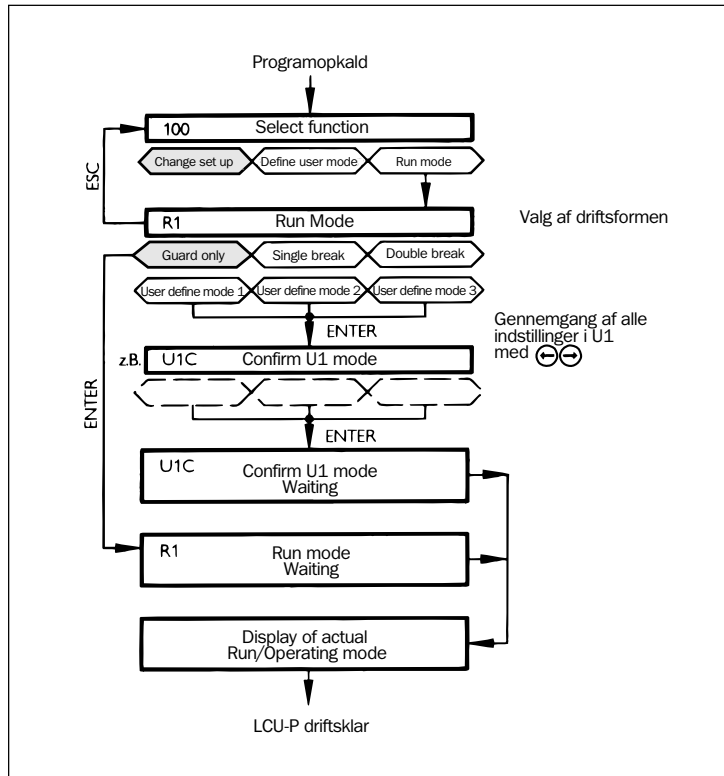 Programopkald
100 Select function
Change set up Define user mode Run mode
ESC
R1 Run Mode
Valg af driftsformen
Guard only Single break Double break
User define mode 1 User define mode 2 User define mode 3
ENTER
Gennemgang af alle
indstillinger i U1
med
z.B. U1C Confirm U1 mode
ENTER
ENTER
U1C Confirm U1 mode
Waiting
R1 Run mode
Waiting
Display of actual
Run/Operating mode
LCU-P driftsklar